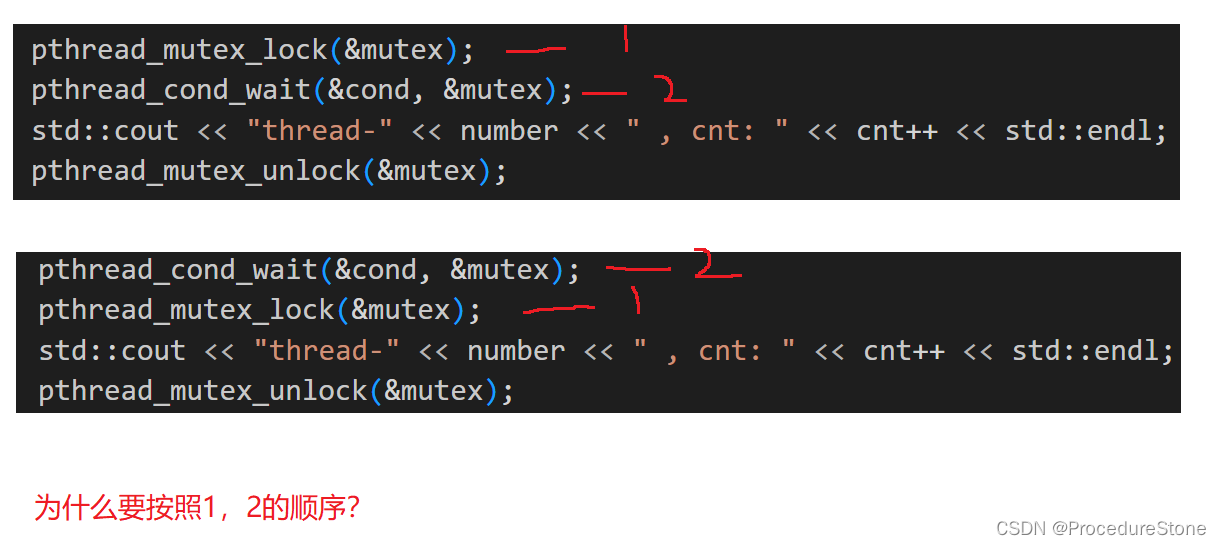 pthread_mutex_lock(&mutex); 1
pthread_cond_wait(&cond, &mutex); 2
std::cout << "thread-" << number << " , cnt: " << cnt++ << std::endl;
pthread_mutex_unlock(&mutex);
pthread_cond_wait(&cond, &mutex); 2
pthread_mutex_lock(&mutex); 1
std::cout << "thread-" << number << " , cnt: " << cnt++ << std::endl;
pthread_mutex_unlock(&mutex);
为什么要按照1，2的顺序？
CSDN @ProcedureStone